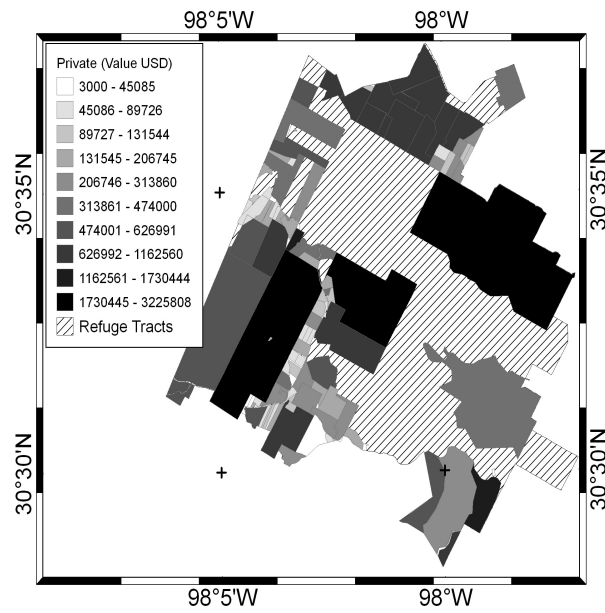 98°5'W 98°0'W
Private (Value USD)
3000 - 45085
45086 - 89726
89727 - 131544
131545 - 206745
206746 - 313860
313861 - 474000
474001 - 626991
626992 - 1162560
1162561 - 1730444
1730445 - 3225808
Refuge Tracts
30°35'N
30°35'N
30°30'N
30°30'N
98°5'W 98°0'W